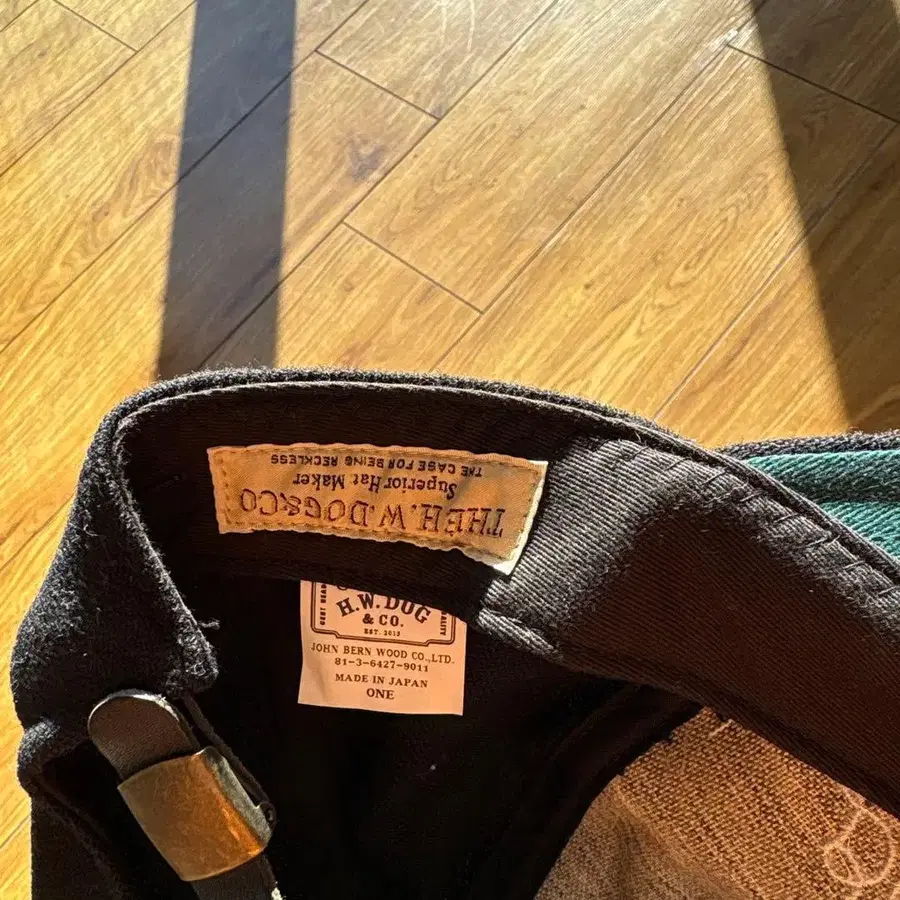 THE H.W.DOG&CO
Superior Hat Maker
THE CASE FOR BEING RECKLESS
H.W.DOG
& CO.
EST. 2012
JOHN BERN WOOD CO.,LTD.
81-3-6427-9011
MADE IN JAPAN
ONE